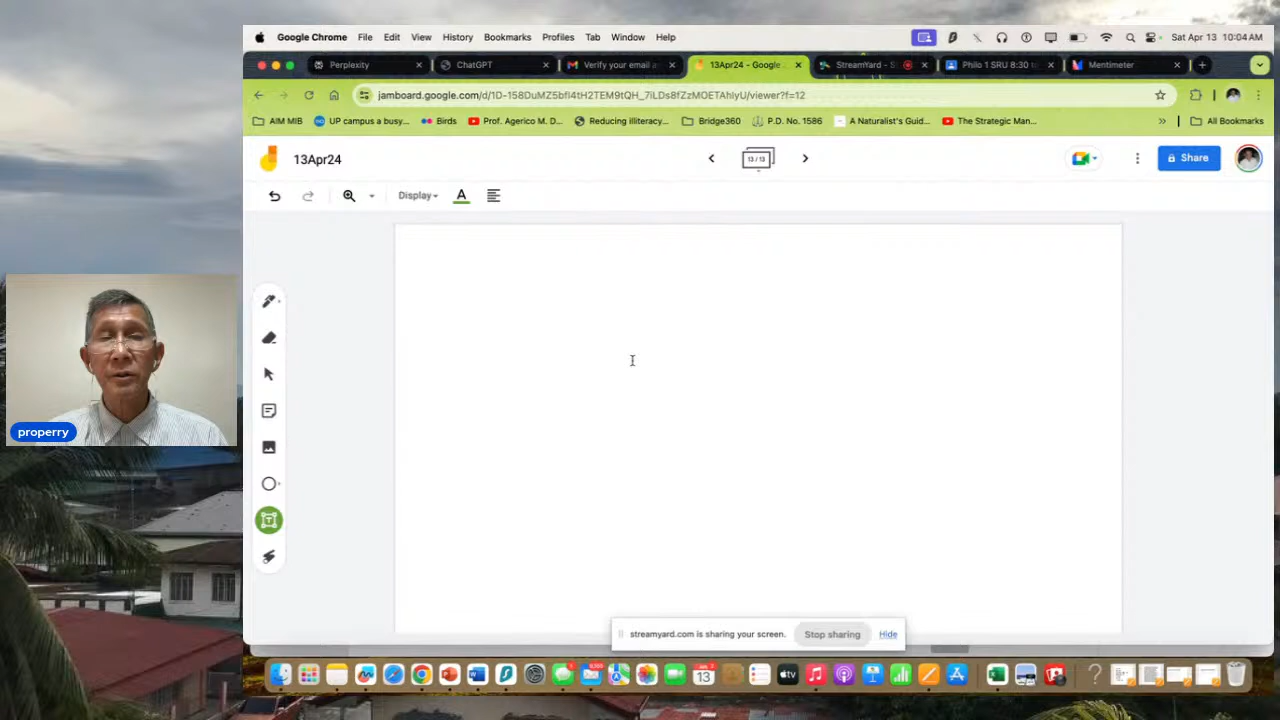 Google Chrome File Edit View History Bookmarks Profiles Tab Window Help Sat Apr 13 10:04 AM
Perplexity ChatGPT Verify your email a 13Apr24 - Google StreamYard - S Philo 1 SRU 8:30 to Mentimeter
jamboard.google.com/d/1D-158DuMZ5bfI4tH2TEM9tQH_7iLDs8fZzMOETAhlyU/viewer?f=12
AIM MIB UP campus a busy... Birds Prof. Agerico M. D... Reducing illiteracy... Bridge360 P.D. No. 1586 A Naturalist's Guid... The Strategic Man... All Bookmarks
13Apr24 13 / 13 Share
Display A
properry
streamyard.com is sharing your screen. Stop sharing Hide
13